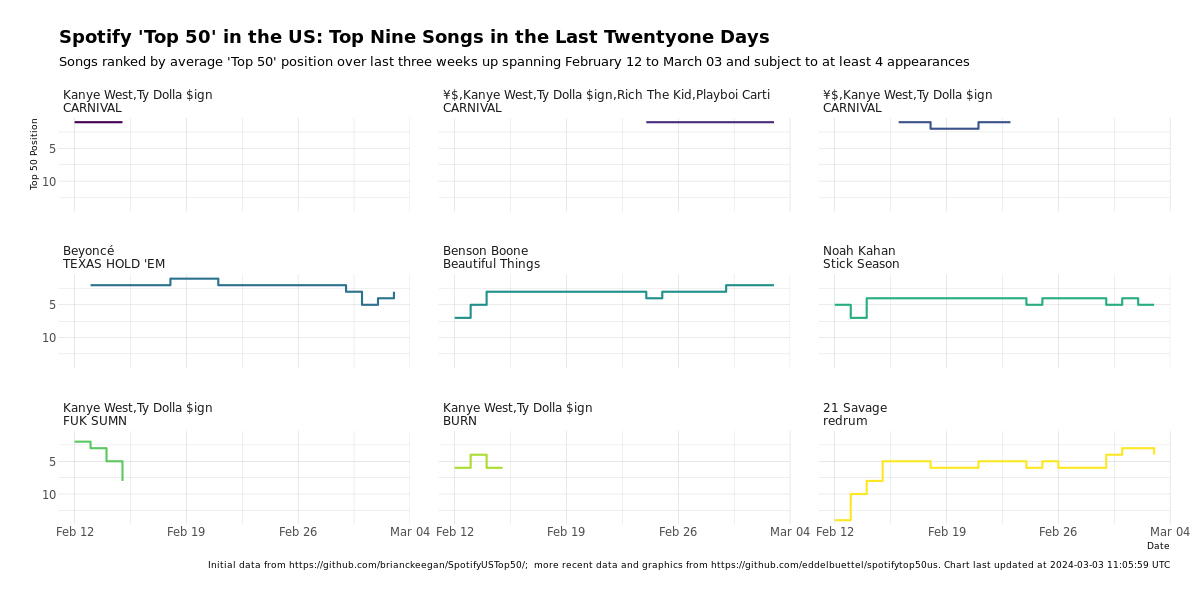 Spotify 'Top 50' in the US: Top Nine Songs in the Last Twentyone Days
Songs ranked by average 'Top 50' position over last three weeks up spanning February 12 to March 03 and subject to at least 4 appearances
Kanye West,Ty Dolla $ign
CARNIVAL
¥$,Kanye West,Ty Dolla $ign,Rich The Kid,Playboi Carti
CARNIVAL
¥$,Kanye West,Ty Dolla $ign
CARNIVAL
Top 50 Position
5
10
Beyoncé
TEXAS HOLD 'EM
Benson Boone
Beautiful Things
Noah Kahan
Stick Season
5
10
Kanye West,Ty Dolla $ign
FUK SUMN
Kanye West,Ty Dolla $ign
BURN
21 Savage
redrum
5
10
Feb 12 Feb 19 Feb 26 Mar 04 Feb 12 Feb 19 Feb 26 Mar 04 Feb 12 Feb 19 Feb 26 Mar 04
Date
Initial data from https://github.com/brianckeegan/SpotifyUSTop50/; more recent data and graphics from https://github.com/eddelbuettel/spotifytop50us. Chart last updated at 2024-03-03 11:05:59 UTC